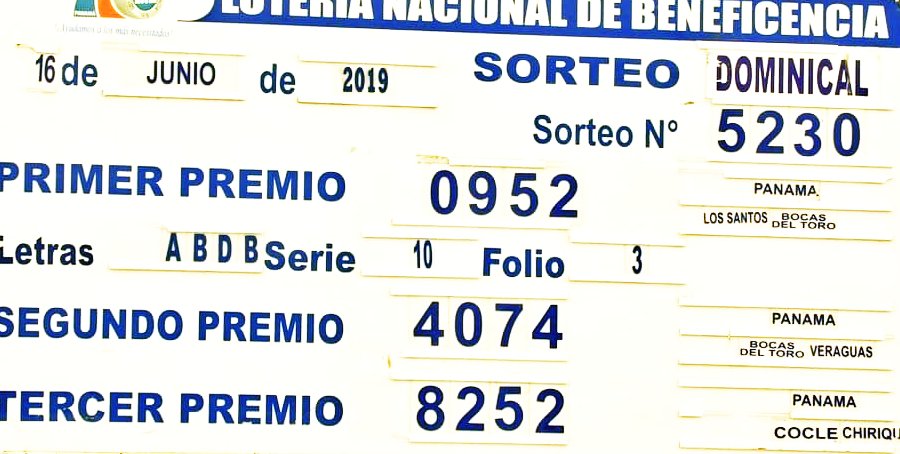 LOTERIA NACIONAL DE BENEFICENCIA
16 de JUNIO de 2019 SORTEO DOMINICAL
Sorteo Nº 5230
PRIMER PREMIO 0952 PANAMA
LOS SANTOS BOCAS DEL TORO
Letras A B D B Serie 10 Folio 3
SEGUNDO PREMIO 4074 PANAMA
BOCAS DEL TORO VERAGUAS
TERCER PREMIO 8252 PANAMA
COCLE CHIRIQU